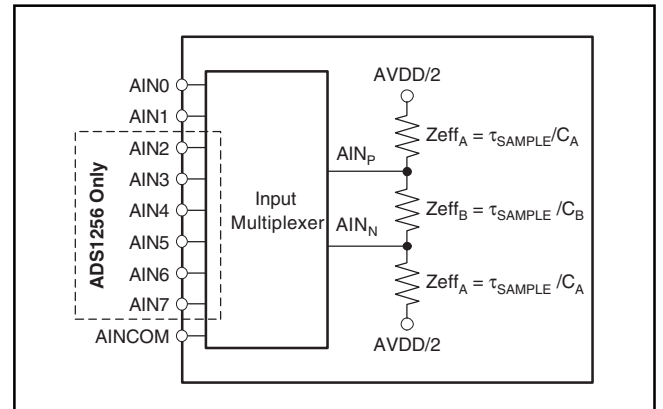 AIN0
AIN1
AIN2
AIN3
AIN4
AIN5
AIN6
AIN7
AINCOM
ADS1256 Only
Input
Multiplexer
AIN_P
AIN_N
AVDD/2
Zeff_A = τ_SAMPLE/C_A
Zeff_B = τ_SAMPLE/C_B
Zeff_A = τ_SAMPLE/C_A
AVDD/2